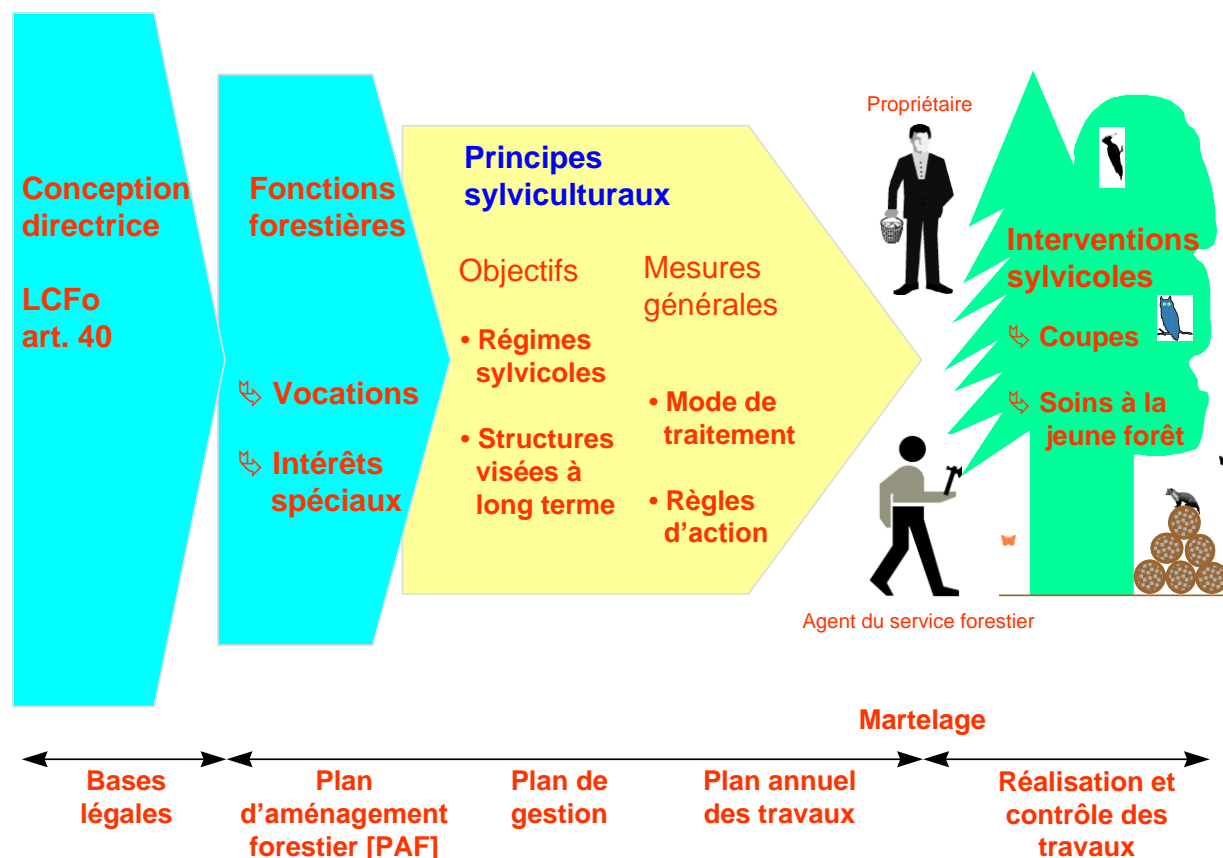 Conception
directrice
LCFo
art. 40
Fonctions
forestières
Vocations
Intérêts
spéciaux
Principes
sylviculturaux
Objectifs
• Régimes
sylvicoles
• Structures
visées à
long terme
Mesures
générales
• Mode de
traitement
• Règles
d’action
Propriétaire
Agent du service forestier
Interventions
sylvicoles
Coupes
Soins à la
jeune forêt
Martelage
Bases
légales
Plan
d’aménagement
forestier [PAF]
Plan de
gestion
Plan annuel
des travaux
Réalisation et
contrôle des
travaux